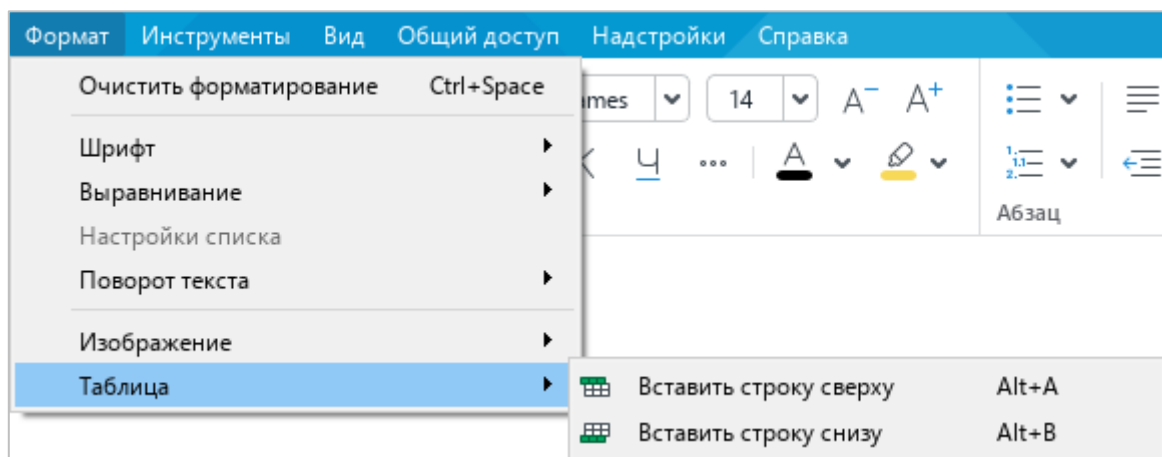 Формат Инструменты Вид Общий доступ Надстройки Справка
Очистить форматирование Ctrl+Space
14 A A
Шрифт
Ч A
Выравнивание
Абзац
Настройки списка
Поворот текста
Изображение
Таблица
Вставить строку сверху Alt+A
Вставить строку снизу Alt+B